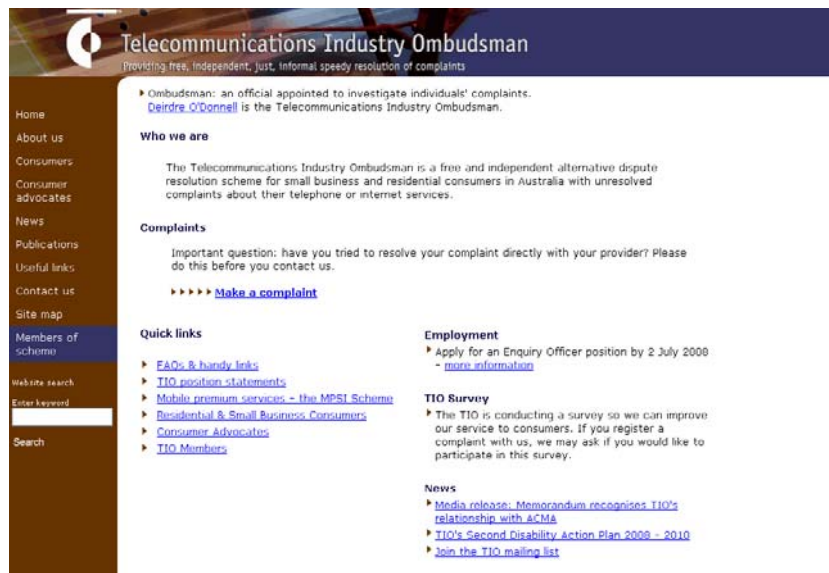 Telecommunications Industry Ombudsman
Providing free, independent, just, informal speedy resolution of complaints
Home
About us
Consumers
Consumer
advocates
News
Publications
Useful links
Contact us
Site map
Members of
scheme
Website search
Enter keyword
Search
Ombudsman: an official appointed to investigate individuals' complaints.
Deirdre O'Donnell is the Telecommunications Industry Ombudsman.
Who we are
The Telecommunications Industry Ombudsman is a free and independent alternative dispute
resolution scheme for small business and residential consumers in Australia with unresolved
complaints about their telephone or internet services.
Complaints
Important question: have you tried to resolve your complaint directly with your provider? Please
do this before you contact us.
Make a complaint
Quick links
FAQs & handy links
TIO position statements
Mobile premium services - the MPSI Scheme
Residential & Small Business Consumers
Consumer Advocates
TIO Members
Employment
Apply for an Enquiry Officer position by 2 July 2008
- more information
TIO Survey
The TIO is conducting a survey so we can improve
our service to consumers. If you register a
complaint with us, we may ask if you would like to
participate in this survey.
News
Media release: Memorandum recognises TIO's
relationship with ACMA
TIO's Second Disability Action Plan 2008 - 2010
Join the TIO mailing list